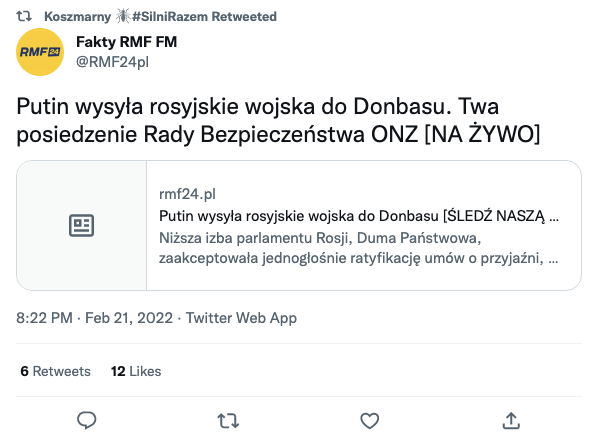 Koszmarny 🕷#SilniRazem Retweeted
RMF24
Fakty RMF FM
@RMF24pl
Putin wysyła rosyjskie wojska do Donbasu. Twa
posiedzenie Rady Bezpieczeństwa ONZ [NA ŻYWO]
rmf24.pl
Putin wysyła rosyjskie wojska do Donbasu [ŚLEDŹ NASZĄ ...
Niższa izba parlamentu Rosji, Duma Państwowa,
zaakceptowała jednogłośnie ratyfikację umów o przyjaźni, ...
8:22 PM · Feb 21, 2022 · Twitter Web App
6 Retweets 12 Likes